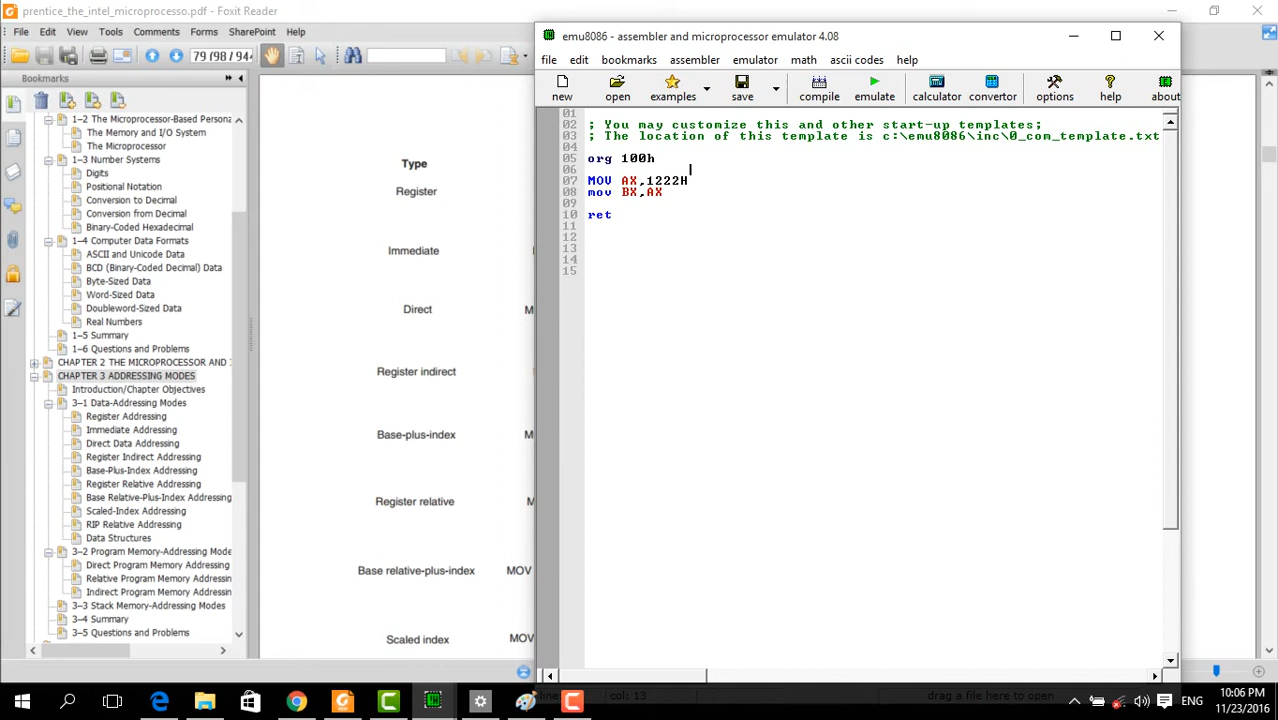 prentice_the_intel_microprocesso.pdf - Foxit Reader
File Edit View Tools Comments Forms SharePoint Help
79 (98 / 944
Bookmarks
1–2 The Microprocessor-Based Persona
The Memory and I/O System
The Microprocessor
1–3 Number Systems
Digits
Positional Notation
Conversion to Decimal
Conversion from Decimal
Binary-Coded Hexadecimal
1–4 Computer Data Formats
ASCII and Unicode Data
BCD (Binary-Coded Decimal) Data
Byte-Sized Data
Word-Sized Data
Doubleword-Sized Data
Real Numbers
1–5 Summary
1–6 Questions and Problems
CHAPTER 2 THE MICROPROCESSOR AND
CHAPTER 3 ADDRESSING MODES
Introduction/Chapter Objectives
3–1 Data-Addressing Modes
Register Addressing
Immediate Addressing
Direct Data Addressing
Register Indirect Addressing
Base-Plus-Index Addressing
Register Relative Addressing
Base Relative-Plus-Index Addressing
Scaled-Index Addressing
RIP Relative Addressing
Data Structures
3–2 Program Memory-Addressing Mode
Direct Program Memory Addressing
Relative Program Memory Addressing
Indirect Program Memory Addressing
3–3 Stack Memory-Addressing Modes
3–4 Summary
3–5 Questions and Problems
Type
Register
Immediate
Direct
M
Register indirect
Base-plus-index
M
Register relative
M
Base relative-plus-index MOV
Scaled index MOV
emu8086 - assembler and microprocessor emulator 4.08
file edit bookmarks assembler emulator math ascii codes help
new open examples save compile emulate calculator convertor options help about
01
02 ; You may customize this and other start-up templates;
03 ; The location of this template is c:\emu8086\inc\0_com_template.txt
04
05 org 100h
06
07 MOV AX,1222H
08 mov BX,AX
09
10 ret
11
12
13
14
15
line
col: 13
drag a file here to open
ENG
10:06 PM
11/23/2016